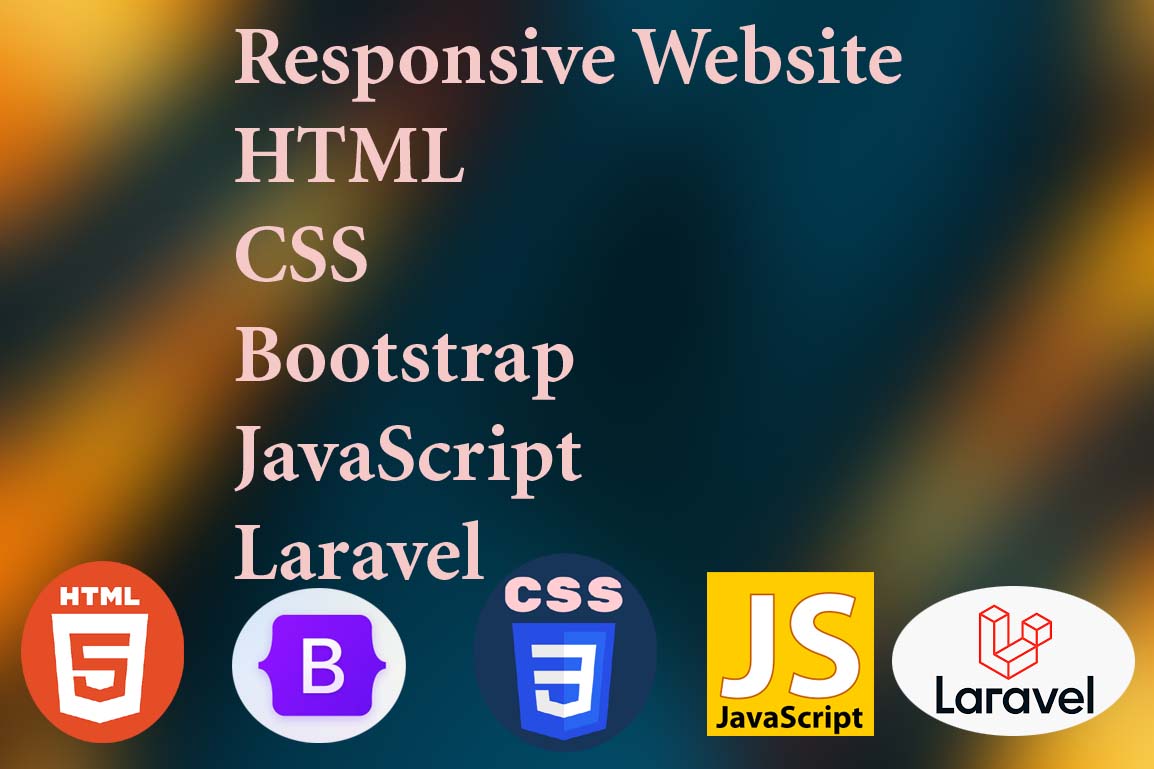 Responsive Website
HTML
CSS
Bootstrap
JavaScript
Laravel
HTML
5
B
CSS
3
JS
JavaScript
Laravel